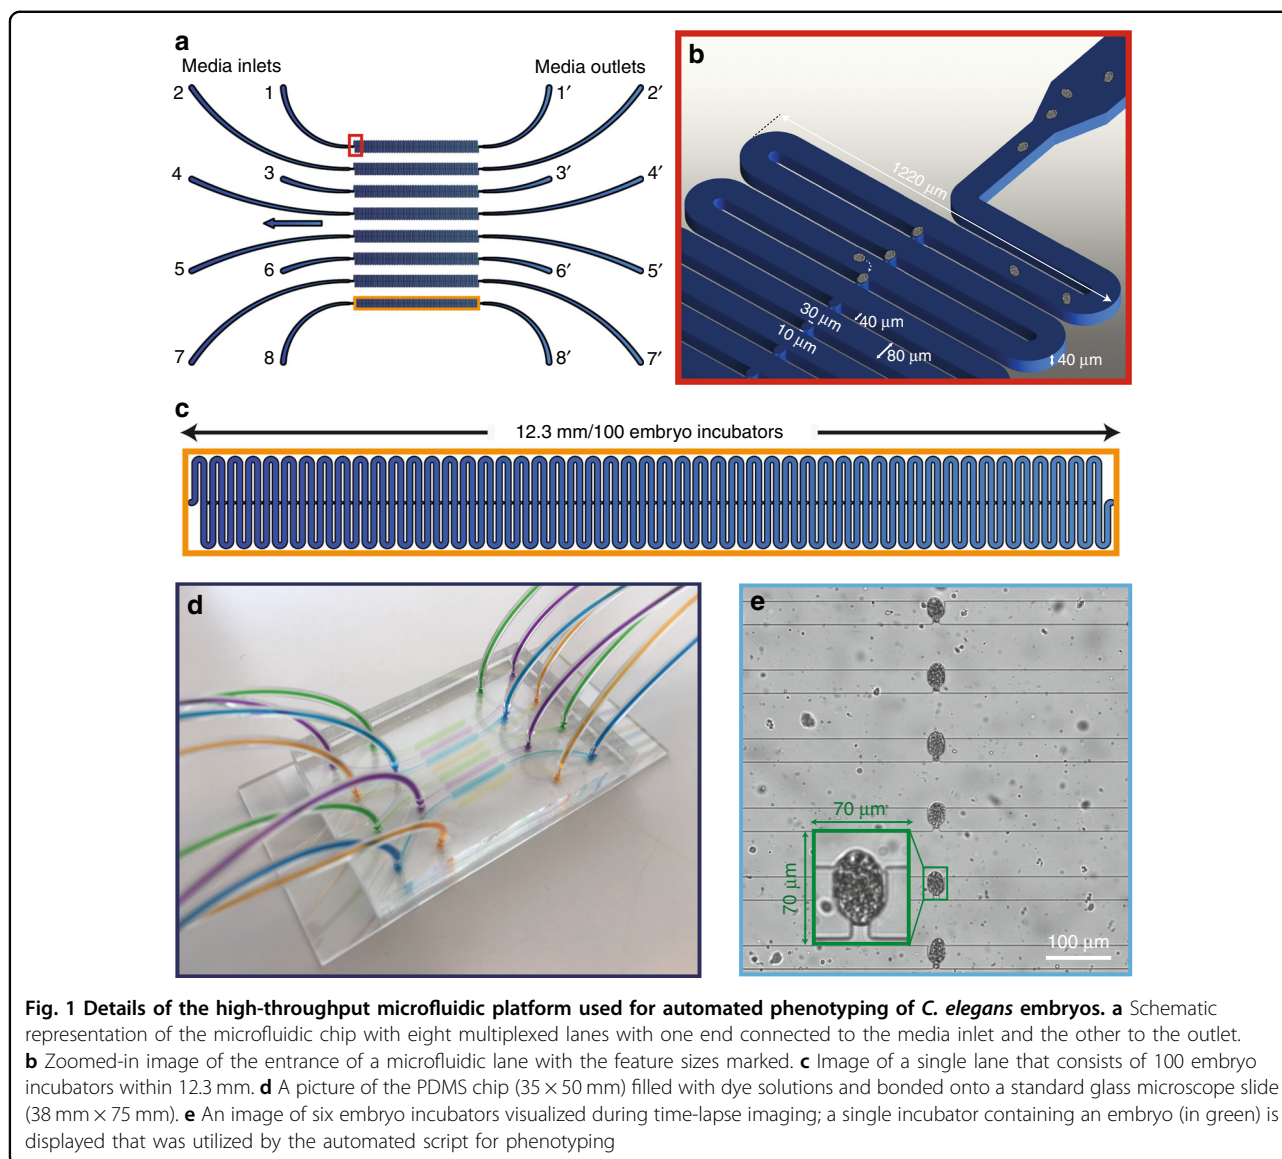 a
Media inlets
Media outlets
2
1
1′
2′
4
3
3′
4′
5
6
6′
5′
7
8
8′
7′
b
1220 μm
30 μm
40 μm
10 μm
80 μm
40 μm
c
12.3 mm/100 embryo incubators
d
e
70 μm
70 μm
100 μm
Fig. 1 Details of the high-throughput microfluidic platform used for automated phenotyping of C. elegans embryos. a Schematic
representation of the microfluidic chip with eight multiplexed lanes with one end connected to the media inlet and the other to the outlet.
b Zoomed-in image of the entrance of a microfluidic lane with the feature sizes marked. c Image of a single lane that consists of 100 embryo
incubators within 12.3 mm. d A picture of the PDMS chip (35 × 50 mm) filled with dye solutions and bonded onto a standard glass microscope slide
(38 mm × 75 mm). e An image of six embryo incubators visualized during time-lapse imaging; a single incubator containing an embryo (in green) is
displayed that was utilized by the automated script for phenotyping